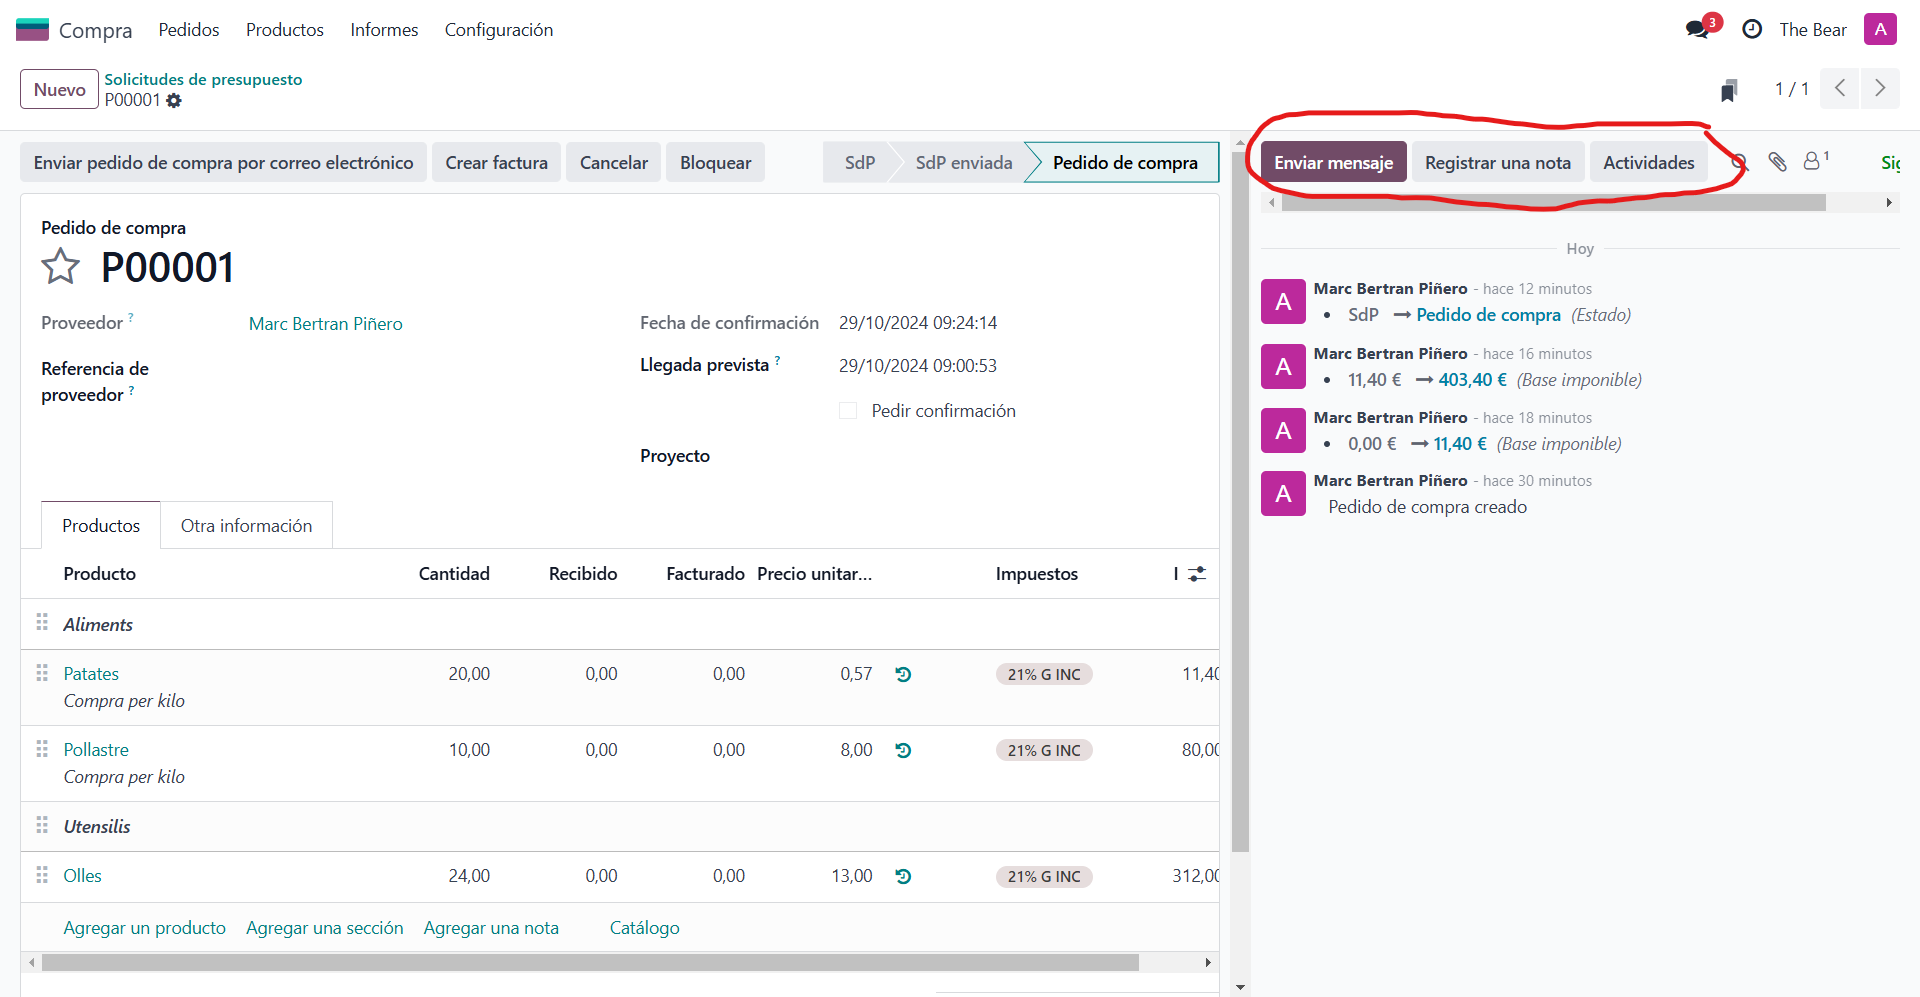 Compra Pedidos Productos Informes Configuración 3 The Bear A
Nuevo Solicitudes de presupuesto
P00001 1 / 1
Enviar pedido de compra por correo electrónico Crear factura Cancelar Bloquear SdP SdP enviada Pedido de compra
Enviar mensaje Registrar una nota Actividades 1
Pedido de compra
P00001
Proveedor ? Marc Bertran Piñero
Referencia de
proveedor ?
Fecha de confirmación 29/10/2024 09:24:14
Llegada prevista ? 29/10/2024 09:00:53
Pedir confirmación
Proyecto
Productos Otra información
Producto Cantidad Recibido Facturado Precio unitar... Impuestos
Aliments
Patates 20,00 0,00 0,00 0,57 21% G INC 11,40
Compra per kilo
Pollastre 10,00 0,00 0,00 8,00 21% G INC 80,00
Compra per kilo
Utensilis
Olles 24,00 0,00 0,00 13,00 21% G INC 312,00
Agregar un producto Agregar una sección Agregar una nota Catálogo
Hoy
A Marc Bertran Piñero - hace 12 minutos
• SdP → Pedido de compra (Estado)
A Marc Bertran Piñero - hace 16 minutos
• 11,40 € → 403,40 € (Base imponible)
A Marc Bertran Piñero - hace 18 minutos
• 0,00 € → 11,40 € (Base imponible)
A Marc Bertran Piñero - hace 30 minutos
Pedido de compra creado